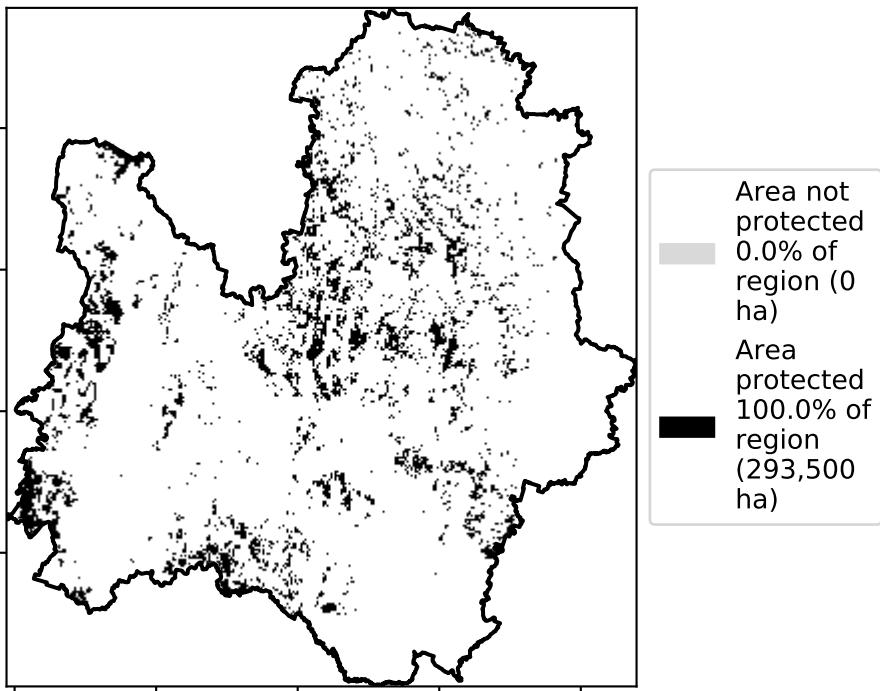 Area not
protected
0.0% of
region (0
ha)
Area
protected
100.0% of
region
(293,500
ha)